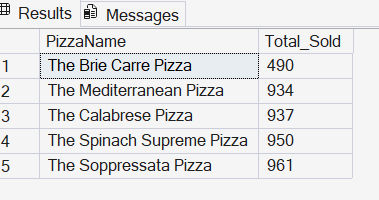 Results Messages
PizzaName Total_Sold
1 The Brie Carre Pizza 490
2 The Mediterranean Pizza 934
3 The Calabrese Pizza 937
4 The Spinach Supreme Pizza 950
5 The Soppressata Pizza 961